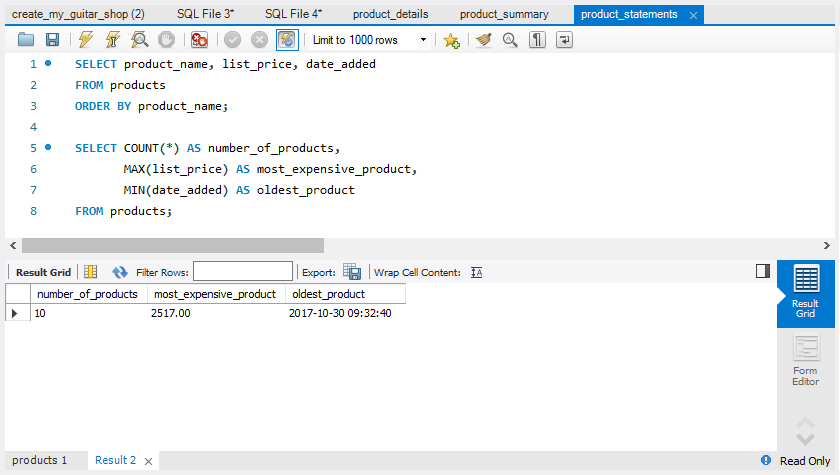 create_my_guitar_shop (2) SQL File 3* SQL File 4* product_details product_summary product_statements
Limit to 1000 rows
1 SELECT product_name, list_price, date_added
2 FROM products
3 ORDER BY product_name;
4
5 SELECT COUNT(*) AS number_of_products,
6 MAX(list_price) AS most_expensive_product,
7 MIN(date_added) AS oldest_product
8 FROM products;
Result Grid Filter Rows: Export: Wrap Cell Content:
number_of_products most_expensive_product oldest_product
10 2517.00 2017-10-30 09:32:40
Result
Grid
Form
Editor
products 1 Result 2 Read Only